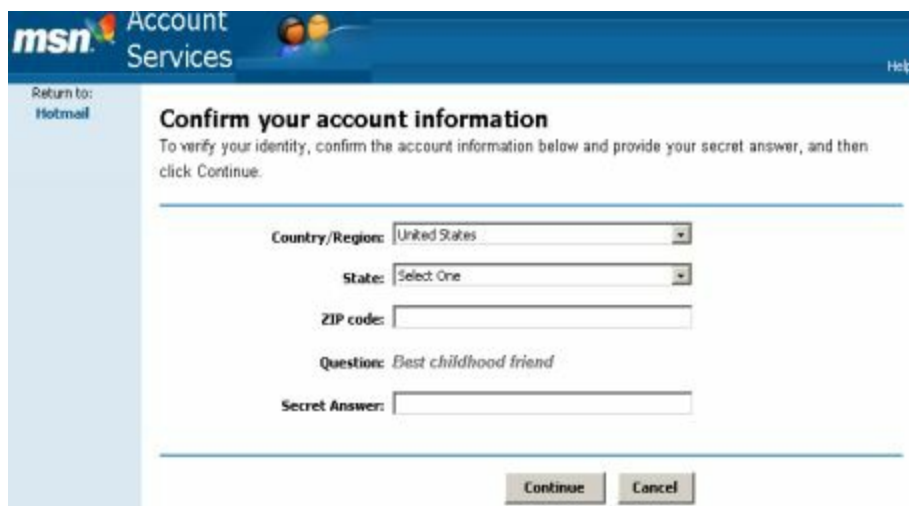 msn.
Account
Services
Help
Return to:
Hotmail
Confirm your account information
To verify your identity, confirm the account information below and provide your secret answer, and then
click Continue.
Country/Region: United States
State: Select One
ZIP code:
Question: Best childhood friend
Secret Answer:
Continue Cancel